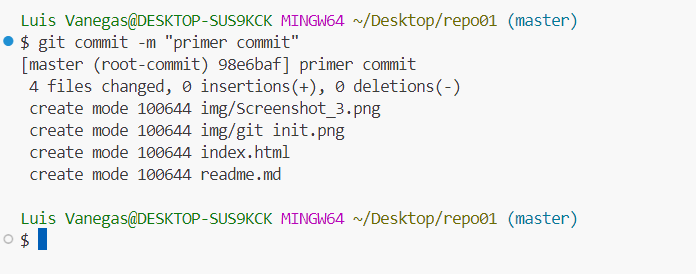 Luis Vanegas@DESKTOP-SUS9KCK MINGW64 ~/Desktop/repo01 (master)
$ git commit -m "primer commit"
[master (root-commit) 98e6baf] primer commit
 4 files changed, 0 insertions(+), 0 deletions(-)
 create mode 100644 img/Screenshot_3.png
 create mode 100644 img/git init.png
 create mode 100644 index.html
 create mode 100644 readme.md
Luis Vanegas@DESKTOP-SUS9KCK MINGW64 ~/Desktop/repo01 (master)
$